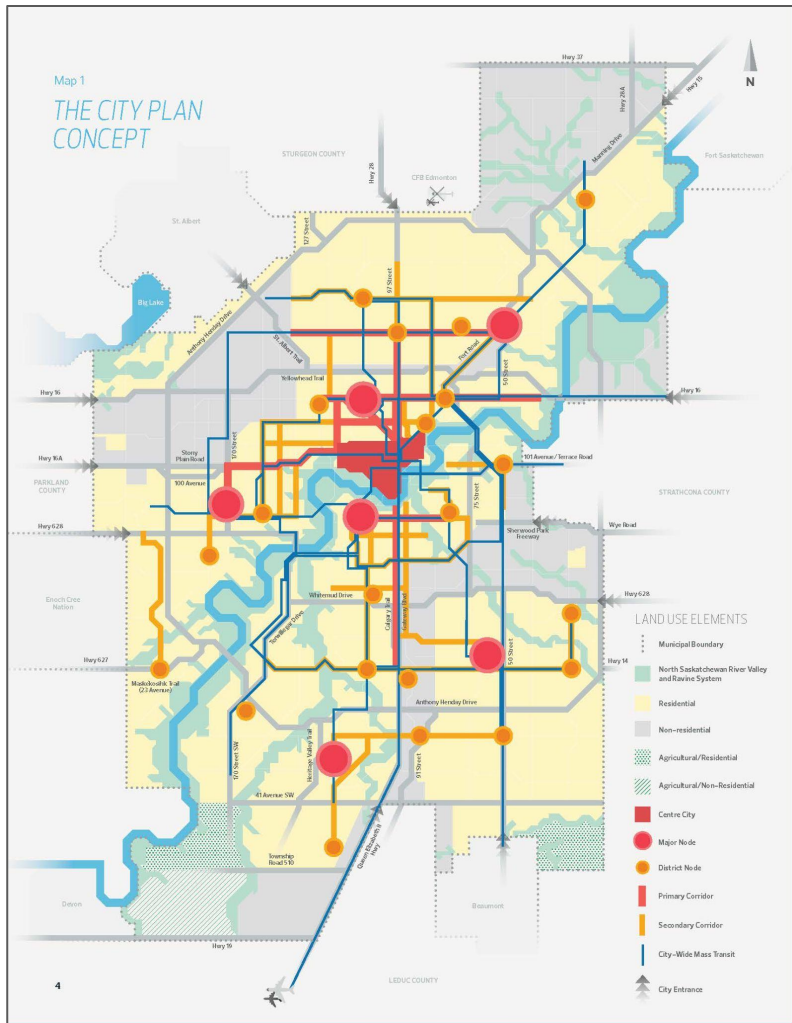 Map 1
THE CITY PLAN
CONCEPT
Hwy 37
N
Hwy 28A
Hwy 15
Manning Drive
Fort Saskatchewan
STURGEON COUNTY
Hwy 28
CFB Edmonton
St. Albert
127 Street
97 Street
Big Lake
Anthony Henday Drive
St. Albert Trail
Fort Road
50 Street
Yellowhead Trail
Hwy 16
Hwy 16
170 Street
Stony
Plain Road
Hwy 16A
100 Avenue
101 Avenue/Terrace Road
PARKLAND
COUNTY
75 Street
STRATHCONA COUNTY
Sherwood Park
Freeway
Wye Road
Hwy 628
Enoch Cree
Nation
Whitemud Drive
Terwillegar Drive
Calgary Trail
Gateway Blvd
Hwy 628
50 Street
Hwy 627
Hwy 14
Maskekosihk Trail
(23 Avenue)
Anthony Henday Drive
170 Street SW
Heritage Valley Trail
91 Street
41 Avenue SW
Township
Road 510
Queen Elizabeth II
Hwy
Devon
Beaumont
Hwy 19
LEDUC COUNTY
LAND USE ELEMENTS
Municipal Boundary
North Saskatchewan River Valley
and Ravine System
Residential
Non-residential
Agricultural/Residential
Agricultural/Non-Residential
Centre City
Major Node
District Node
Primary Corridor
Secondary Corridor
City-Wide Mass Transit
City Entrance
4